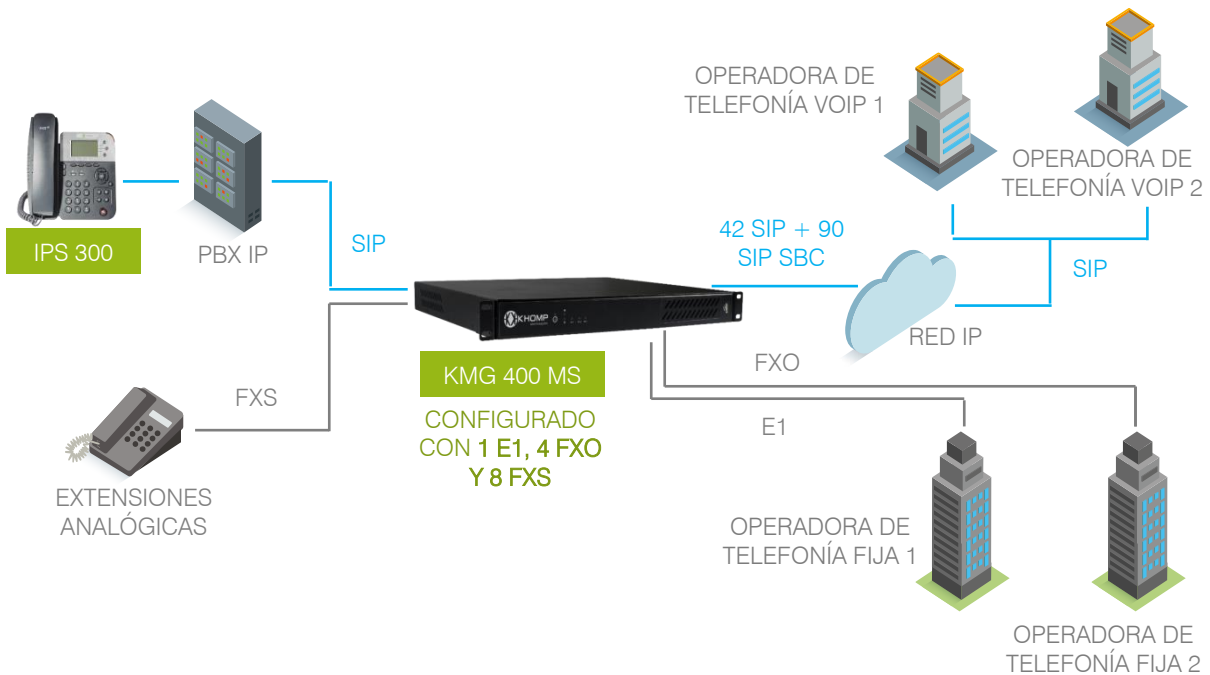 OPERADORA DE
TELEFONÍA VOIP 1
OPERADORA DE
TELEFONÍA VOIP 2
IPS 300
PBX IP
SIP
42 SIP + 90
SIP SBC
SIP
RED IP
KHOMP
KMG 400 MS
CONFIGURADO
CON 1 E1, 4 FXO
Y 8 FXS
FXS
FXO
E1
EXTENSIONES
ANALÓGICAS
OPERADORA DE
TELEFONÍA FIJA 1
OPERADORA DE
TELEFONÍA FIJA 2